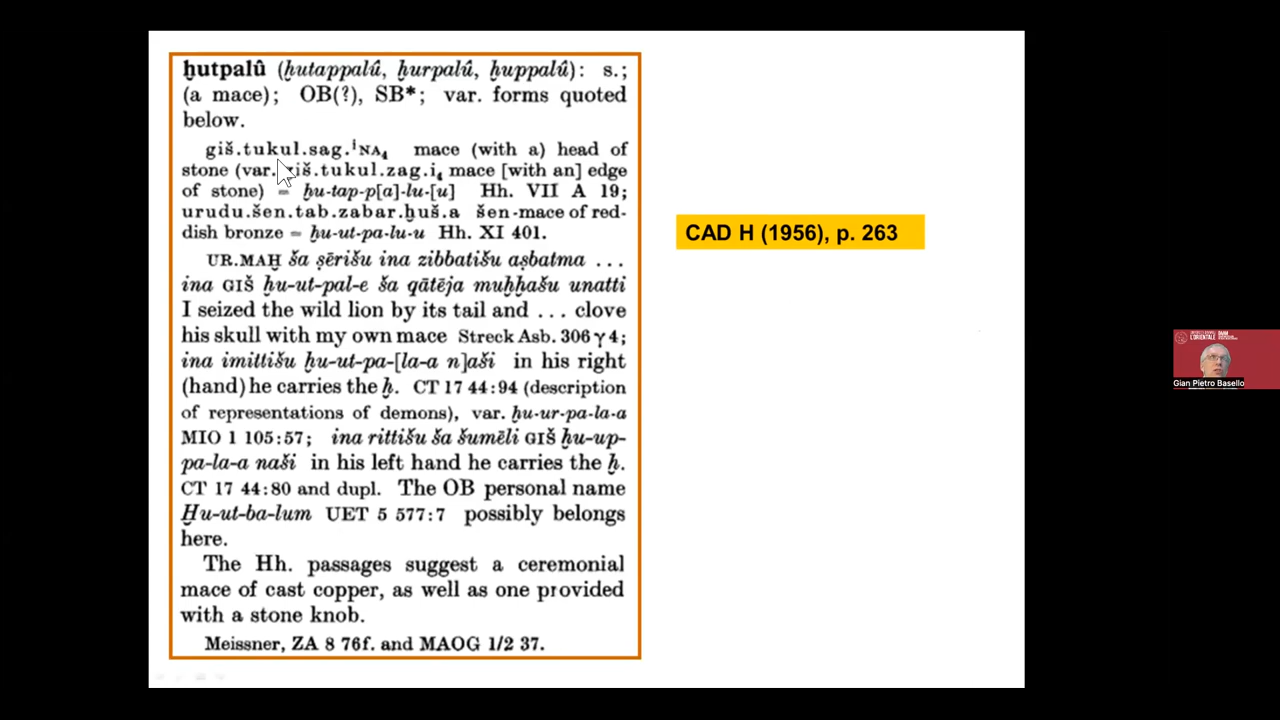 ḫutpalû (ḫutappalû, ḫurpalû, ḫuppalû): s.;
(a mace); OB(?), SB*; var. forms quoted
below.
giš.tukul.sag.ⁱNA₄ mace (with a) head of
stone (var. giš.tukul.zag.i₄ mace [with an] edge
of stone) = ḫu-tap-p[a]-lu-[u] Hh. VII A 19;
urudu.šen.tab.zabar.ḫuš.a šen-mace of red-
dish bronze = ḫu-ut-pa-lu-u Hh. XI 401.
UR.MAḪ ša ṣērišu ina zibbatišu aṣbatma ...
ina GIŠ ḫu-ut-pal-e ša qātēja muḫḫašu unatti
I seized the wild lion by its tail and ... clove
his skull with my own mace Streck Asb. 306 γ 4;
ina imittišu ḫu-ut-pa-[la-a n]aši in his right
(hand) he carries the ḫ. CT 17 44:94 (description
of representations of demons), var. ḫu-ur-pa-la-a
MIO 1 105:57; ina rittišu ša šumēli GIŠ ḫu-up-
pa-la-a naši in his left hand he carries the ḫ.
CT 17 44:80 and dupl. The OB personal name
Ḫu-ut-ba-lum UET 5 577:7 possibly belongs
here.
The Hh. passages suggest a ceremonial
mace of cast copper, as well as one provided
with a stone knob.
Meissner, ZA 8 76f. and MAOG 1/2 37.
CAD H (1956), p. 263
L'ORIENTALE
Gian Pietro Basello